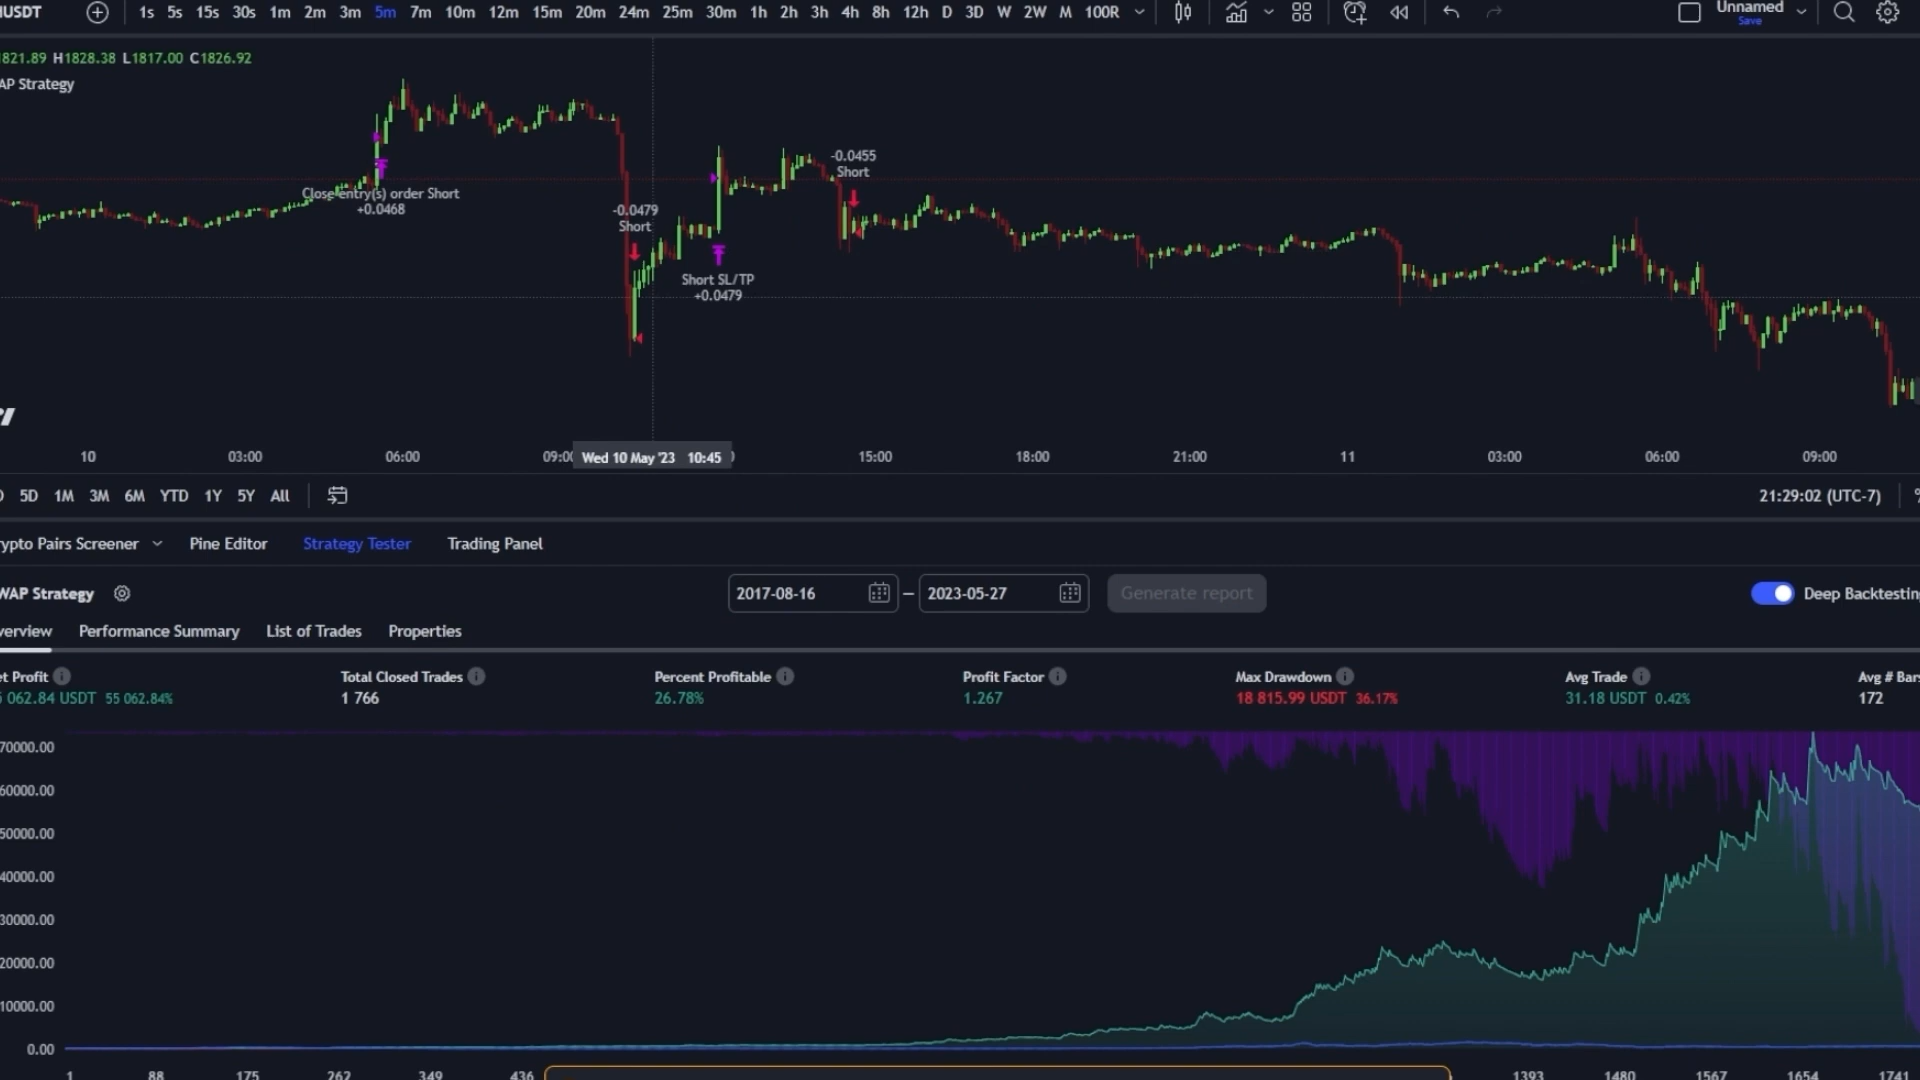 1s 5s 15s 30s 1m 2m 3m 5m 7m 10m 12m 15m 20m 24m 25m 30m 1h 2h 3h 4h 8h 12h D 3D W 2W M 100R Unnamed
Save
1821.89 H1828.38 L1817.00 C1826.92
AP Strategy
-0.0455
Short
Close entry(s) order Short
+0.0468
-0.0479
Short
Short SL/TP
+0.0479
10 03:00 06:00 09:00 Wed 10 May '23 10:45 15:00 18:00 21:00 11 03:00 06:00 09:00
5D 1M 3M 6M YTD 1Y 5Y All 21:29:02 (UTC-7)
ypto Pairs Screener Pine Editor Strategy Tester Trading Panel
WAP Strategy 2017-08-16 — 2023-05-27 Generate report Deep Backtesting
verview Performance Summary List of Trades Properties
et Profit Total Closed Trades Percent Profitable Profit Factor Max Drawdown Avg Trade Avg # Bars
062.84 USDT 55 062.84% 1 766 26.78% 1.267 18 815.99 USDT 36.17% 31.18 USDT 0.42% 172
70000.00
60000.00
50000.00
40000.00
30000.00
20000.00
10000.00
0.00
1 88 175 262 349 436 1393 1480 1567 1654 1741